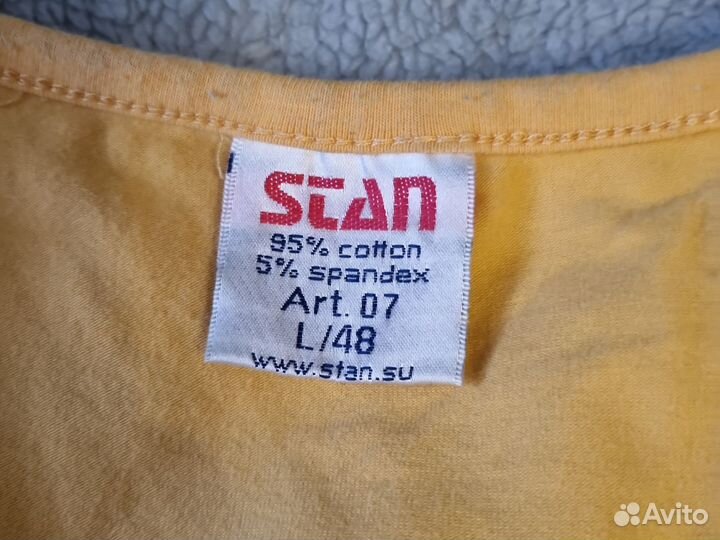 STAN
95% cotton
5% spandex
Art. 07
L/48
www.stan.su
Avito